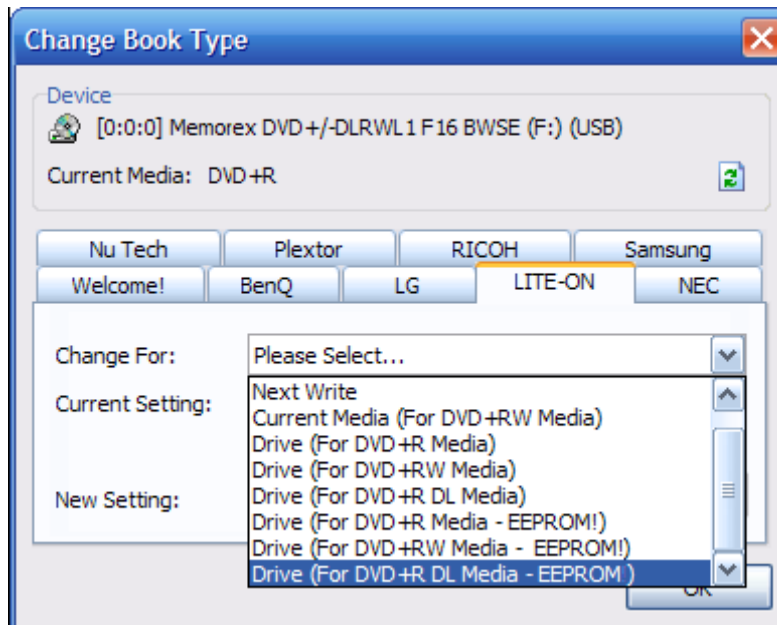 Change Book Type
Device
[0:0:0] Memorex DVD+/-DLRWL1 F16 BWSE (F:) (USB)
Current Media: DVD+R
Nu Tech Plextor RICOH Samsung
Welcome! BenQ LG LITE-ON NEC
Change For: Please Select...
Next Write
Current Setting:
Current Media (For DVD+RW Media)
Drive (For DVD+R Media)
Drive (For DVD+RW Media)
Drive (For DVD+R DL Media)
New Setting:
Drive (For DVD+R Media - EEPROM!)
Drive (For DVD+RW Media - EEPROM!)
Drive (For DVD+R DL Media - EEPROM )
OK